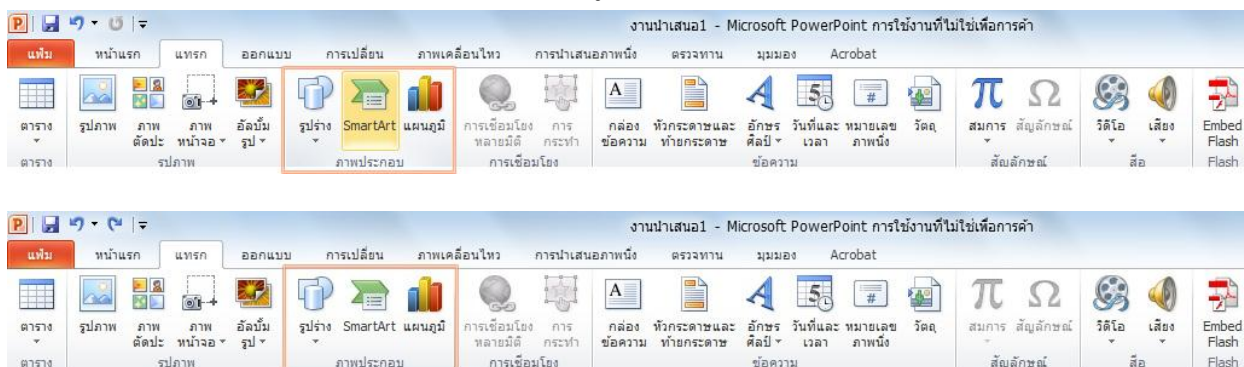 งานนำเสนอ1 - Microsoft PowerPoint การใช้งานที่ไม่ใช่เพื่อการค้า
แฟ้ม หน้าแรก แทรก ออกแบบ การเปลี่ยน ภาพเคลื่อนไหว การนำเสนอภาพนิ่ง ตรวจทาน มุมมอง Acrobat
ตาราง รูปภาพ ภาพ ภาพ อัลบั้ม รูปร่าง SmartArt แผนภูมิ การเชื่อมโยง การ กล่อง หัวกระดาษและ อักษร วันที่และ หมายเลข วัตถุ สมการ สัญลักษณ์ วิดีโอ เสียง Embed
ตัดปะ หน้าจอ รูป หลายมิติ กระทำ ข้อความ ท้ายกระดาษ ศิลป์ เวลา ภาพนิ่ง Flash
ตาราง รูปภาพ ภาพประกอบ การเชื่อมโยง ข้อความ สัญลักษณ์ สื่อ Flash
งานนำเสนอ1 - Microsoft PowerPoint การใช้งานที่ไม่ใช่เพื่อการค้า
แฟ้ม หน้าแรก แทรก ออกแบบ การเปลี่ยน ภาพเคลื่อนไหว การนำเสนอภาพนิ่ง ตรวจทาน มุมมอง Acrobat
ตาราง รูปภาพ ภาพ ภาพ อัลบั้ม รูปร่าง SmartArt แผนภูมิ การเชื่อมโยง การ กล่อง หัวกระดาษและ อักษร วันที่และ หมายเลข วัตถุ สมการ สัญลักษณ์ วิดีโอ เสียง Embed
ตัดปะ หน้าจอ รูป หลายมิติ กระทำ ข้อความ ท้ายกระดาษ ศิลป์ เวลา ภาพนิ่ง Flash
ตาราง รูปภาพ ภาพประกอบ การเชื่อมโยง ข้อความ สัญลักษณ์ สื่อ Flash